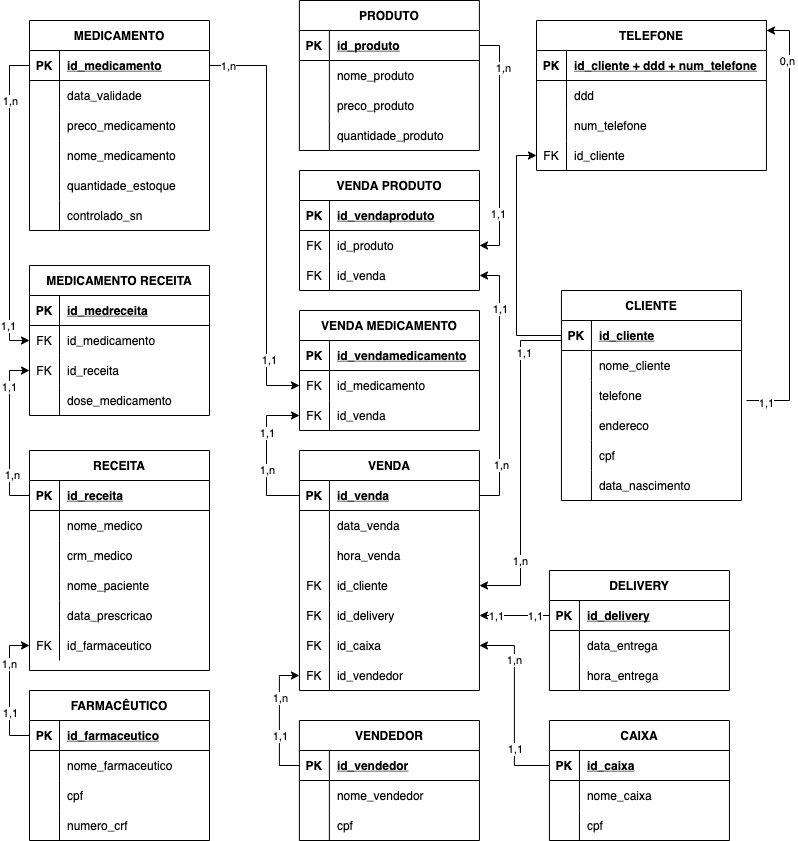 MEDICAMENTO
PK id_medicamento
data_validade
preco_medicamento
nome_medicamento
quantidade_estoque
controlado_sn
1,n
1,n
1,1
1,1
MEDICAMENTO RECEITA
PK id_medreceita
FK id_medicamento
FK id_receita
dose_medicamento
1,1
1,n
RECEITA
PK id_receita
nome_medico
crm_medico
nome_paciente
data_prescricao
FK id_farmaceutico
1,n
1,1
FARMACÊUTICO
PK id_farmaceutico
nome_farmaceutico
cpf
numero_crf
PRODUTO
PK id_produto
nome_produto
preco_produto
quantidade_produto
1,n
1,1
VENDA PRODUTO
PK id_vendaproduto
FK id_produto
FK id_venda
1,1
1,n
VENDA MEDICAMENTO
PK id_vendamedicamento
FK id_medicamento
FK id_venda
1,1
1,n
VENDA
PK id_venda
data_venda
hora_venda
FK id_cliente
FK id_delivery
FK id_caixa
FK id_vendedor
1,n
1,1
VENDEDOR
PK id_vendedor
nome_vendedor
cpf
TELEFONE
PK id_cliente + ddd + num_telefone
ddd
num_telefone
FK id_cliente
0,n
1,1
CLIENTE
PK id_cliente
nome_cliente
telefone
endereco
cpf
data_nascimento
1,1
1,n
DELIVERY
PK id_delivery
data_entrega
hora_entrega
1,1
1,1
1,n
1,1
CAIXA
PK id_caixa
nome_caixa
cpf